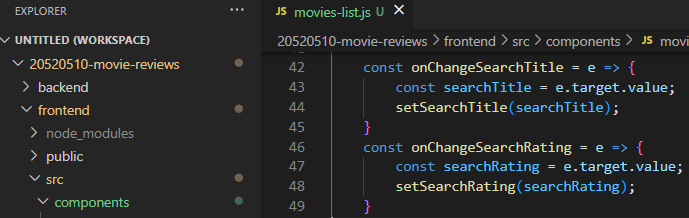 EXPLORER
UNTITLED (WORKSPACE)
20520510-movie-reviews
backend
frontend
node_modules
public
src
components
JS movies-list.js U
20520510-movie-reviews > frontend > src > components > JS movi
42 const onChangeSearchTitle = e => {
43 const searchTitle = e.target.value;
44 setSearchTitle(searchTitle);
45 }
46 const onChangeSearchRating = e => {
47 const searchRating = e.target.value;
48 setSearchRating(searchRating);
49 }